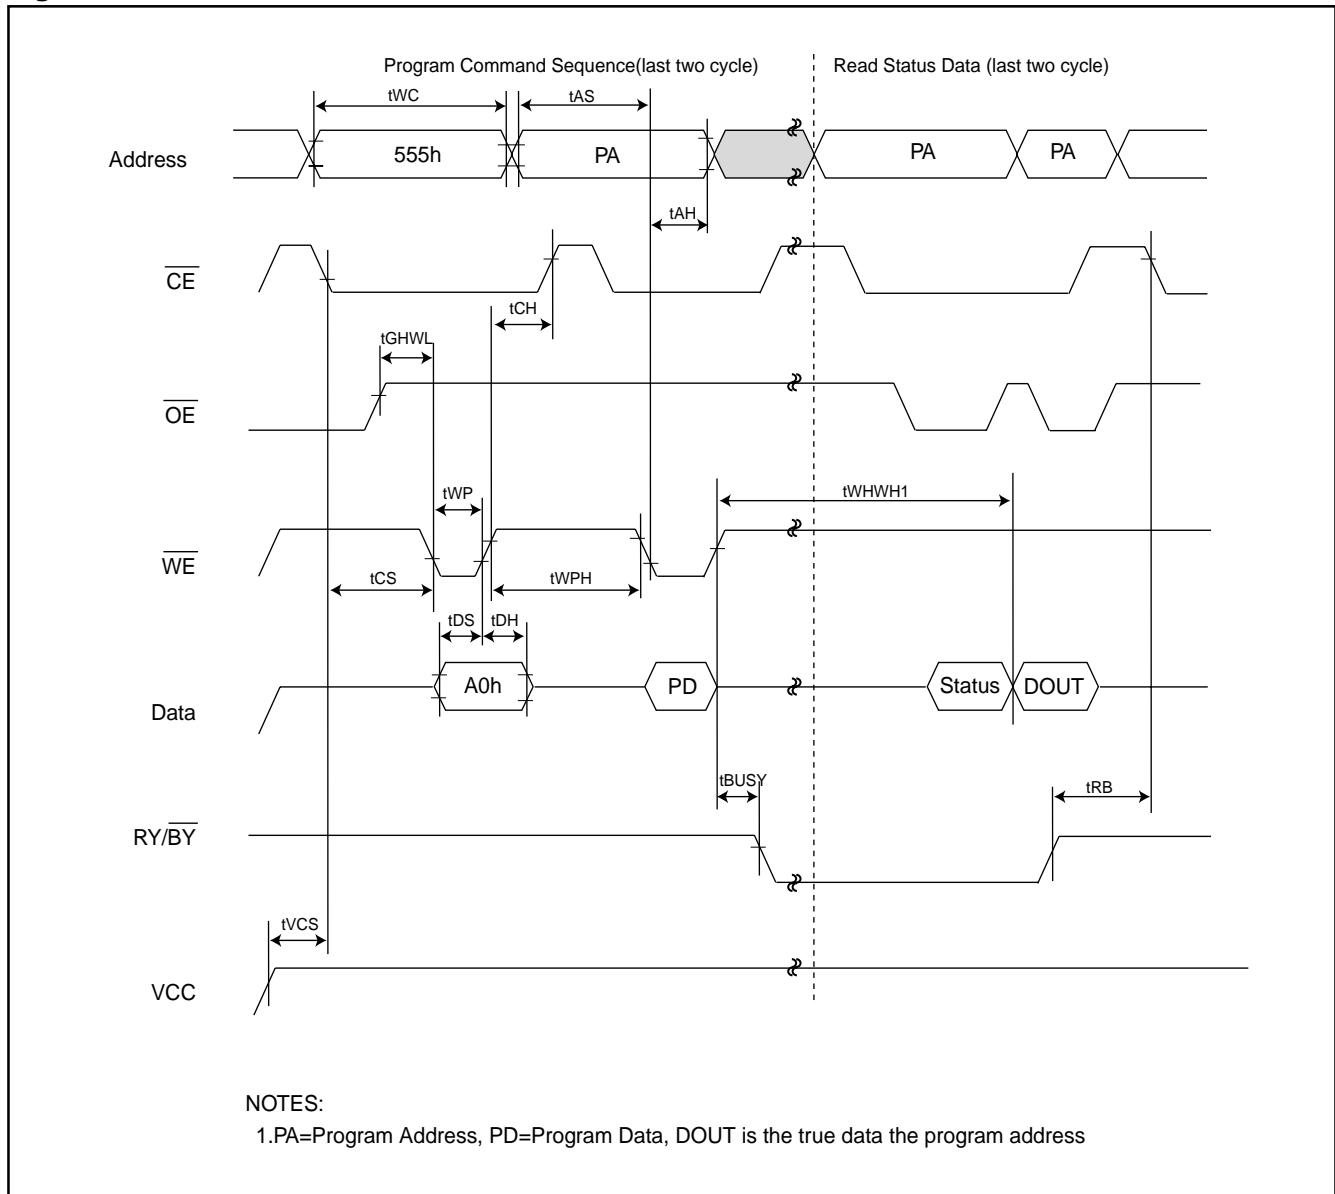 Program Command Sequence(last two cycle)
Read Status Data (last two cycle)
tWC
tAS
Address
555h
PA
PA
PA
tAH
CE
tCH
tGHWL
OE
tWP
tWHWH1
WE
tCS
tWPH
tDS
tDH
Data
A0h
PD
Status
DOUT
tBUSY
tRB
RY/BY
tVCS
VCC
NOTES:
1.PA=Program Address, PD=Program Data, DOUT is the true data the program address